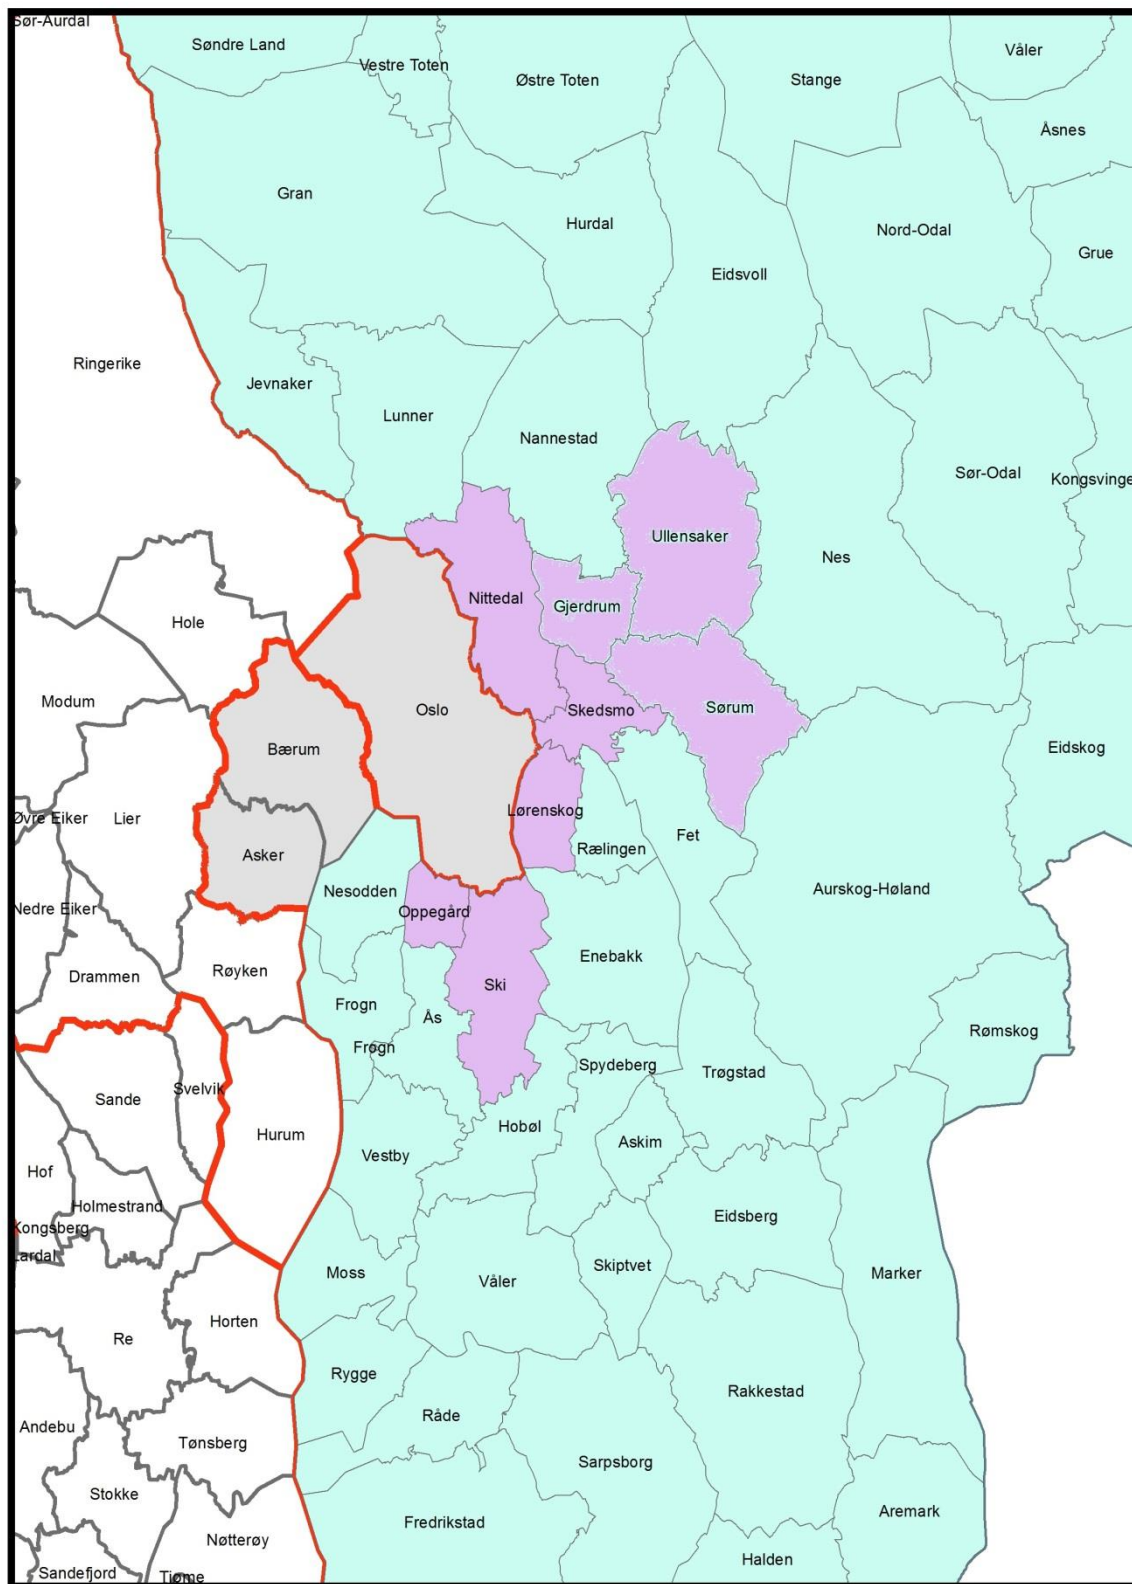 Sør-Aurdal
Søndre Land
Vestre Toten
Østre Toten
Stange
Våler
Åsnes
Gran
Hurdal
Nord-Odal
Grue
Eidsvoll
Ringerike
Jevnaker
Lunner
Nannestad
Sør-Odal
Kongsvinge
Ullensaker
Nes
Nittedal
Gjerdrum
Hole
Modum
Oslo
Skedsmo
Sørum
Bærum
Eidskog
Øvre Eiker
Lier
Lørenskog
Fet
Rælingen
Asker
Nesodden
Aurskog-Høland
Nedre Eiker
Oppegård
Enebakk
Drammen
Røyken
Ski
Frogn
Ås
Rømskog
Frogn
Spydeberg
Trøgstad
Svelvik
Sande
Hurum
Hobøl
Askim
Vestby
Hof
Holmestrand
Eidsberg
Kongsberg
Lardal
Moss
Våler
Skiptvet
Marker
Horten
Re
Rygge
Rakkestad
Råde
Andebu
Tønsberg
Sarpsborg
Stokke
Fredrikstad
Aremark
Nøtterøy
Halden
Sandefjord
Tjøme